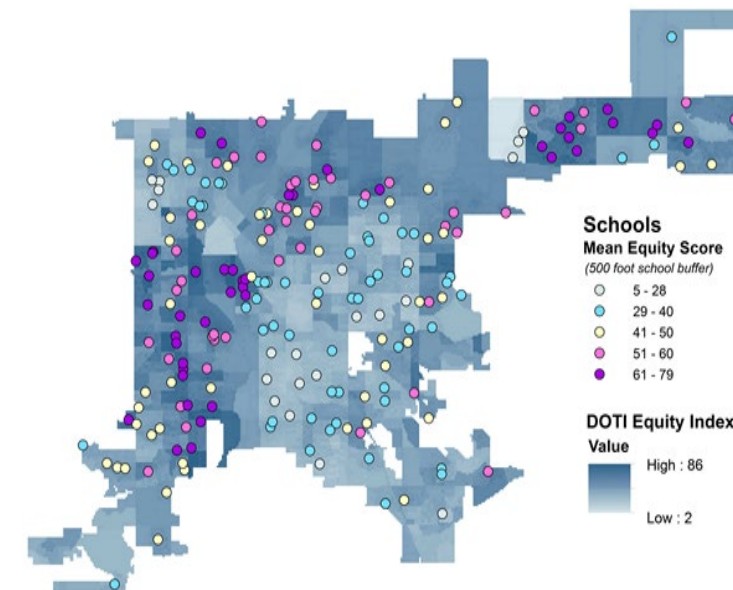 Schools
Mean Equity Score
(500 foot school buffer)
5 - 28
29 - 40
41 - 50
51 - 60
61 - 79
DOTI Equity Index
Value
High : 86
Low : 2